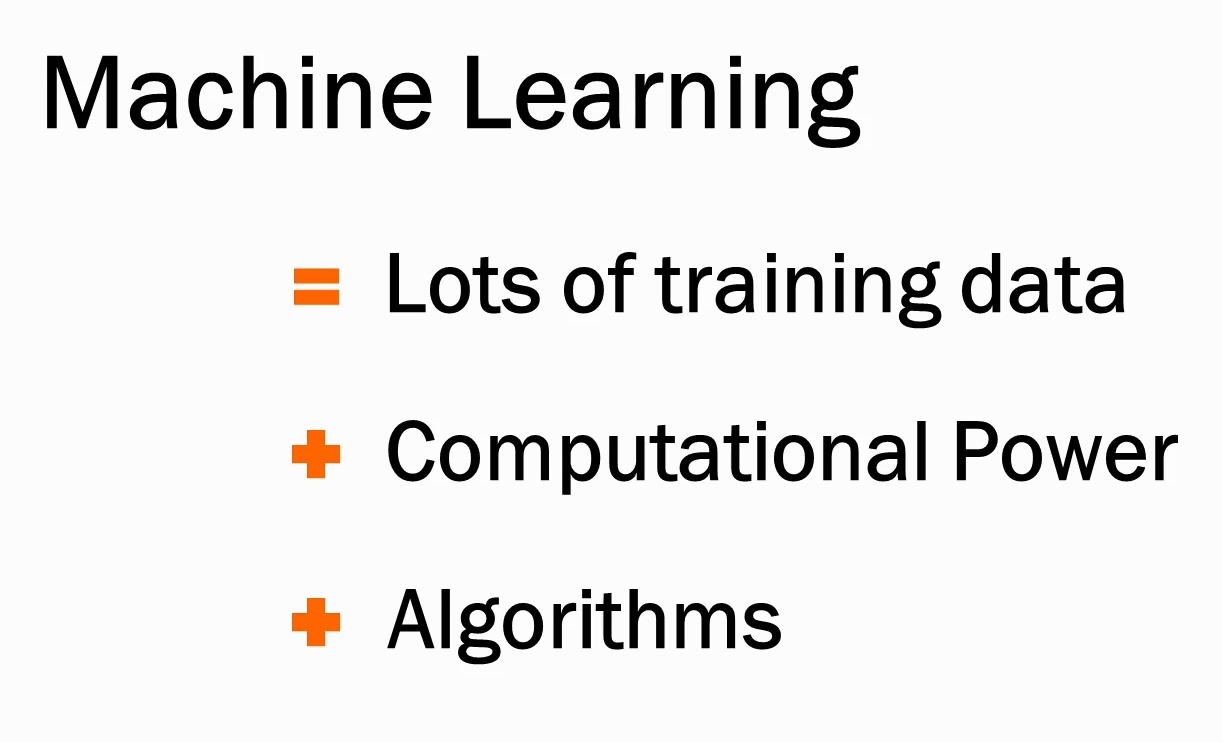 Machine Learning
= Lots of training data
+ Computational Power
+ Algorithms